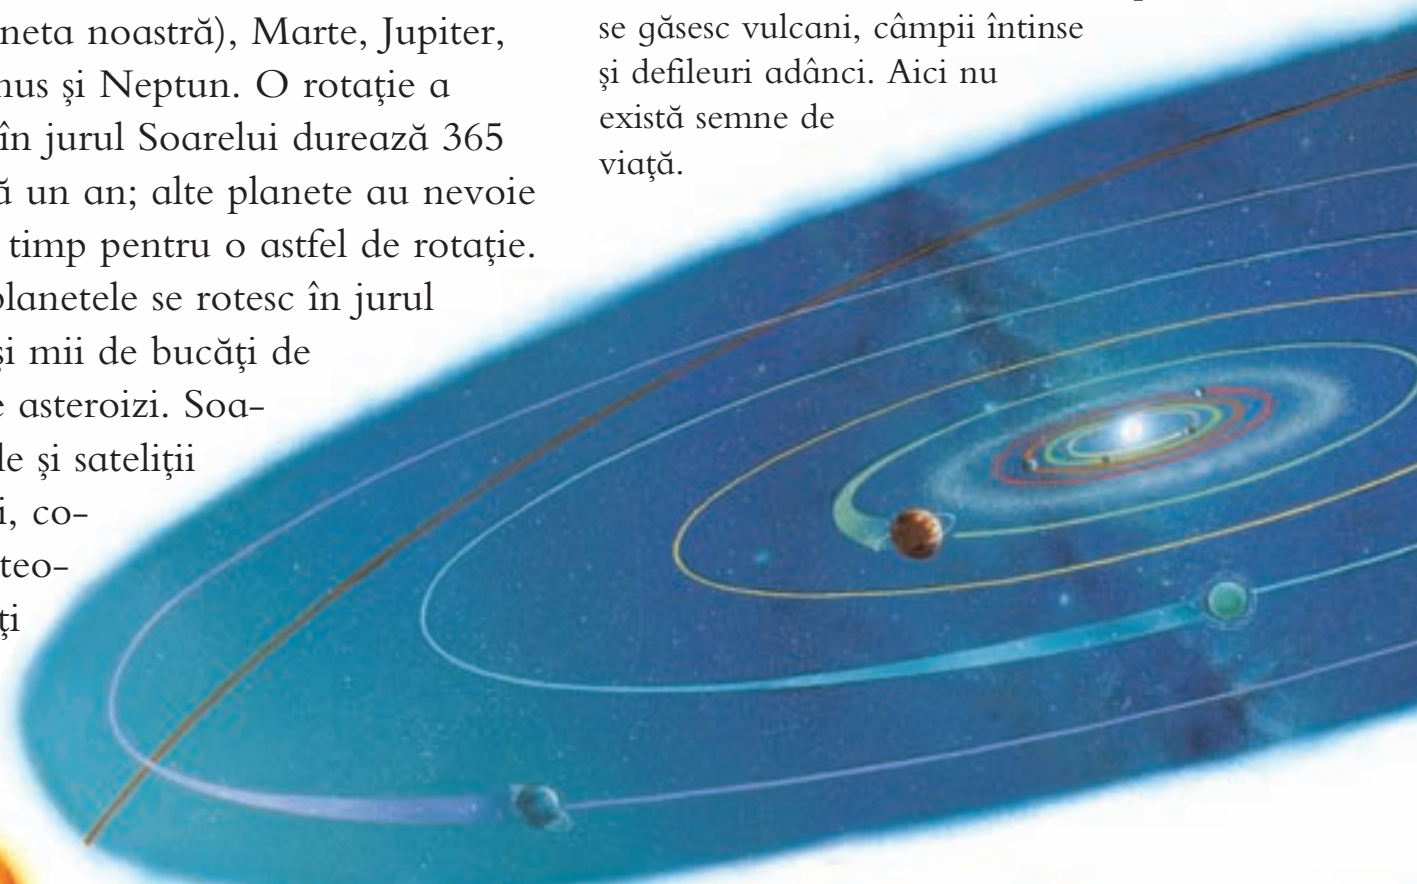 neta noastră), Marte, Jupiter,
nus şi Neptun. O rotaţie a
în jurul Soarelui durează 365
ă un an; alte planete au nevoie
timp pentru o astfel de rotaţie.
planetele se rotesc în jurul
şi mii de bucăţi de
e asteroizi. Soa-
le şi sateliţii
i, co-
teo-
ţi
se găsesc vulcani, câmpii întinse
şi defileuri adânci. Aici nu
există semne de
viaţă.